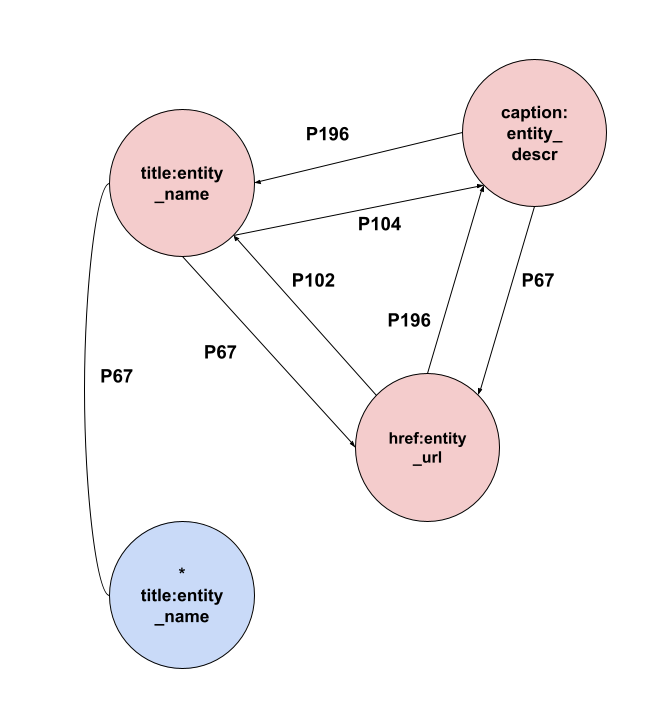 caption:
entity_
descr
P196
title:entity
_name
P104
P102
P67
P196
P67
P67
href:entity
_url
*
title:entity
_name